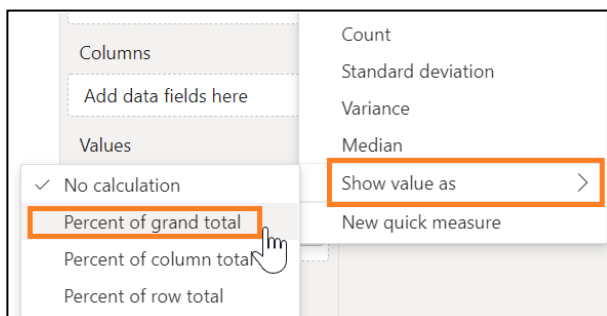 Columns
Add data fields here
Values
No calculation
Percent of grand total
Percent of column total
Percent of row total
Count
Standard deviation
Variance
Median
Show value as
New quick measure